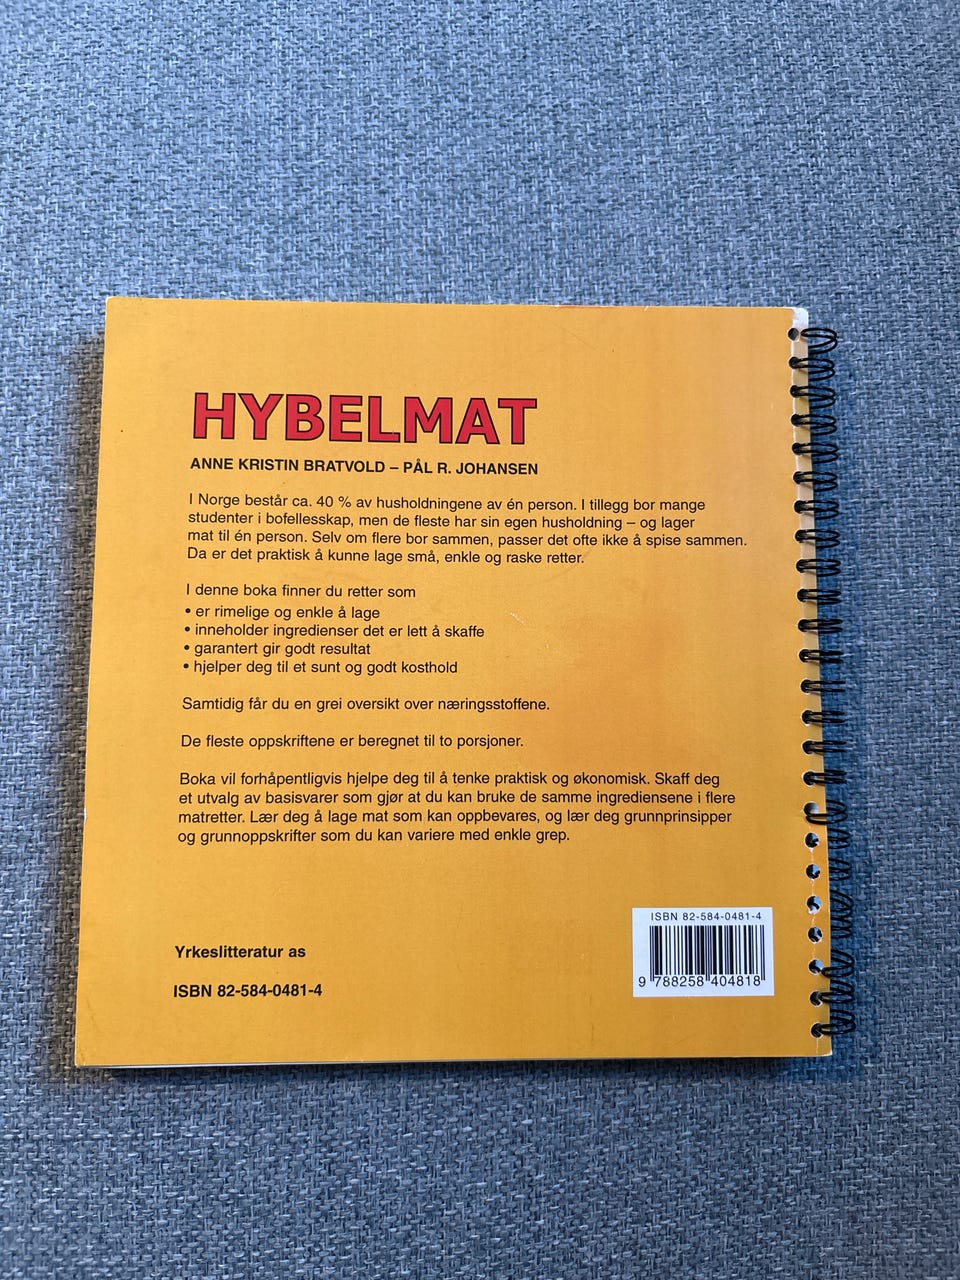 HYBELMAT
ANNE KRISTIN BRATVOLD – PÅL R. JOHANSEN
I Norge består ca. 40 % av husholdningene av én person. I tillegg bor mange
studenter i bofellesskap, men de fleste har sin egen husholdning – og lager
mat til én person. Selv om flere bor sammen, passer det ofte ikke å spise sammen.
Da er det praktisk å kunne lage små, enkle og raske retter.
I denne boka finner du retter som
• er rimelige og enkle å lage
• inneholder ingredienser det er lett å skaffe
• garantert gir godt resultat
• hjelper deg til et sunt og godt kosthold
Samtidig får du en grei oversikt over næringsstoffene.
De fleste oppskriftene er beregnet til to porsjoner.
Boka vil forhåpentligvis hjelpe deg til å tenke praktisk og økonomisk. Skaff deg
et utvalg av basisvarer som gjør at du kan bruke de samme ingrediensene i flere
matretter. Lær deg å lage mat som kan oppbevares, og lær deg grunnprinsipper
og grunnoppskrifter som du kan variere med enkle grep.
Yrkeslitteratur as
ISBN 82-584-0481-4
ISBN 82-584-0481-4
9 788258 404818